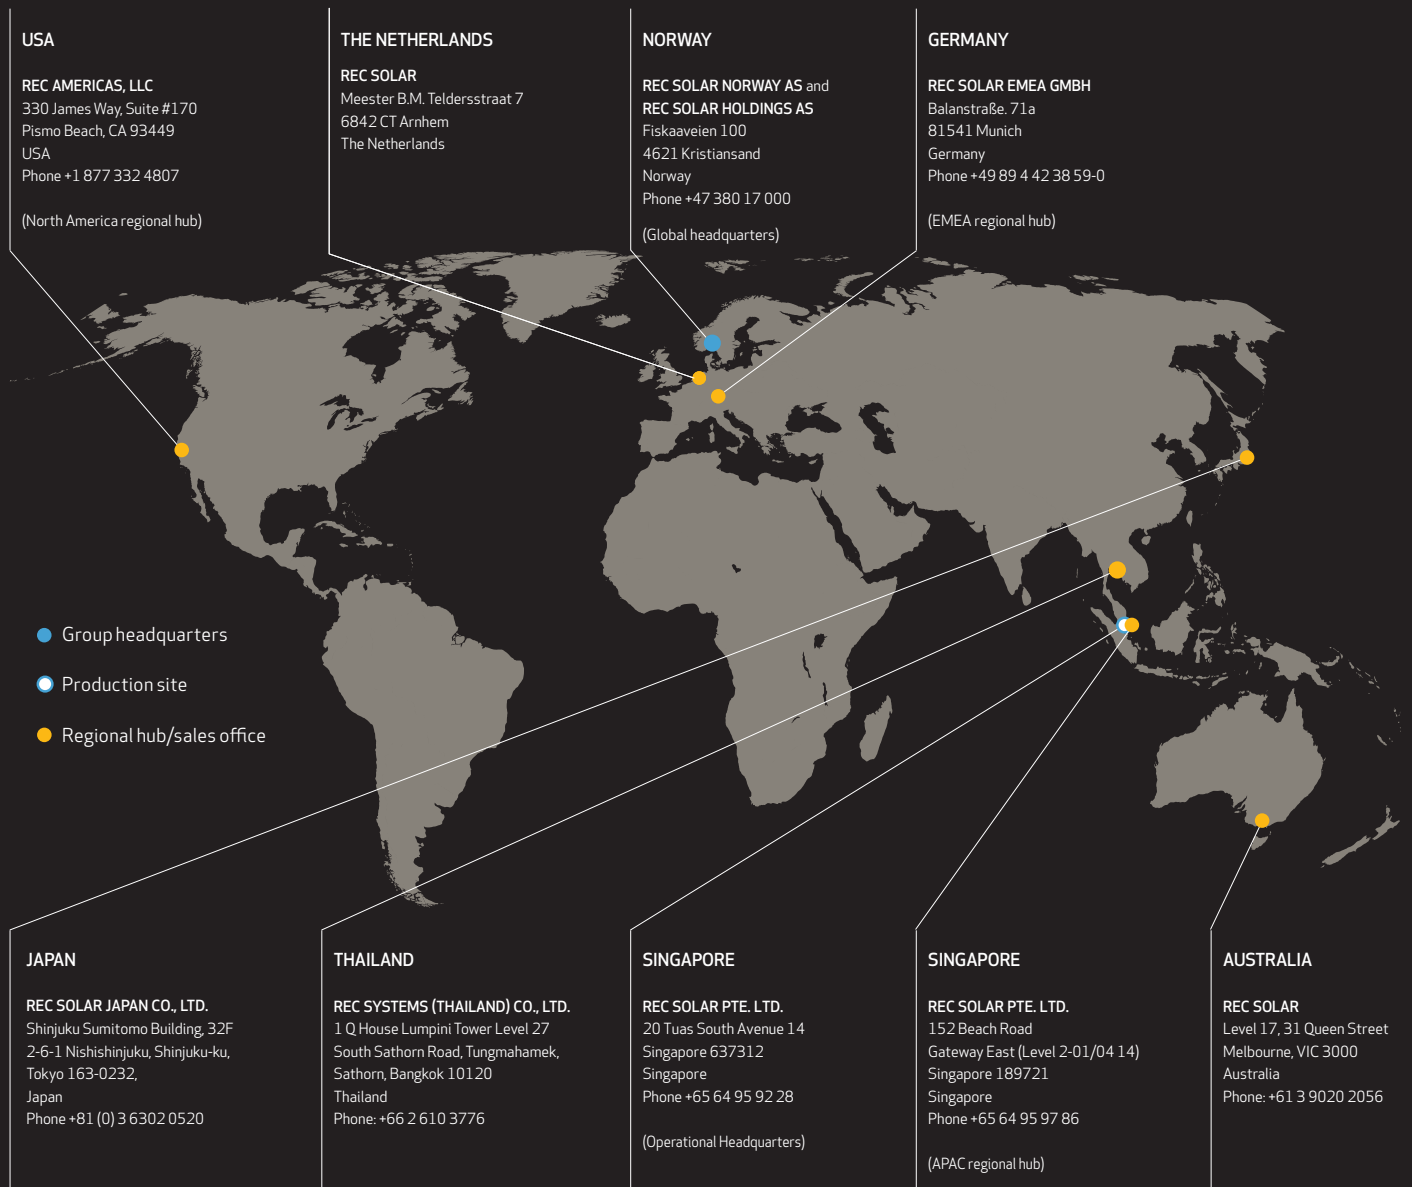 USA
REC AMERICAS, LLC
330 James Way, Suite #170
Pismo Beach, CA 93449
USA
Phone +1 877 332 4807
(North America regional hub)
THE NETHERLANDS
REC SOLAR
Meester B.M. Teldersstraat 7
6842 CT Arnhem
The Netherlands
NORWAY
REC SOLAR NORWAY AS and
REC SOLAR HOLDINGS AS
Fiskaaveien 100
4621 Kristiansand
Norway
Phone +47 380 17 000
(Global headquarters)
GERMANY
REC SOLAR EMEA GMBH
Balanstraße. 71a
81541 Munich
Germany
Phone +49 89 4 42 38 59-0
(EMEA regional hub)
Group headquarters
Production site
Regional hub/sales office
JAPAN
REC SOLAR JAPAN CO., LTD.
Shinjuku Sumitomo Building, 32F
2-6-1 Nishishinjuku, Shinjuku-ku,
Tokyo 163-0232,
Japan
Phone +81 (0) 3 6302 0520
THAILAND
REC SYSTEMS (THAILAND) CO., LTD.
1 Q House Lumpini Tower Level 27
South Sathorn Road, Tungmahamek,
Sathorn, Bangkok 10120
Thailand
Phone: +66 2 610 3776
SINGAPORE
REC SOLAR PTE. LTD.
20 Tuas South Avenue 14
Singapore 637312
Singapore
Phone +65 64 95 92 28
(Operational Headquarters)
SINGAPORE
REC SOLAR PTE. LTD.
152 Beach Road
Gateway East (Level 2-01/04 14)
Singapore 189721
Singapore
Phone +65 64 95 97 86
(APAC regional hub)
AUSTRALIA
REC SOLAR
Level 17, 31 Queen Street
Melbourne, VIC 3000
Australia
Phone: +61 3 9020 2056